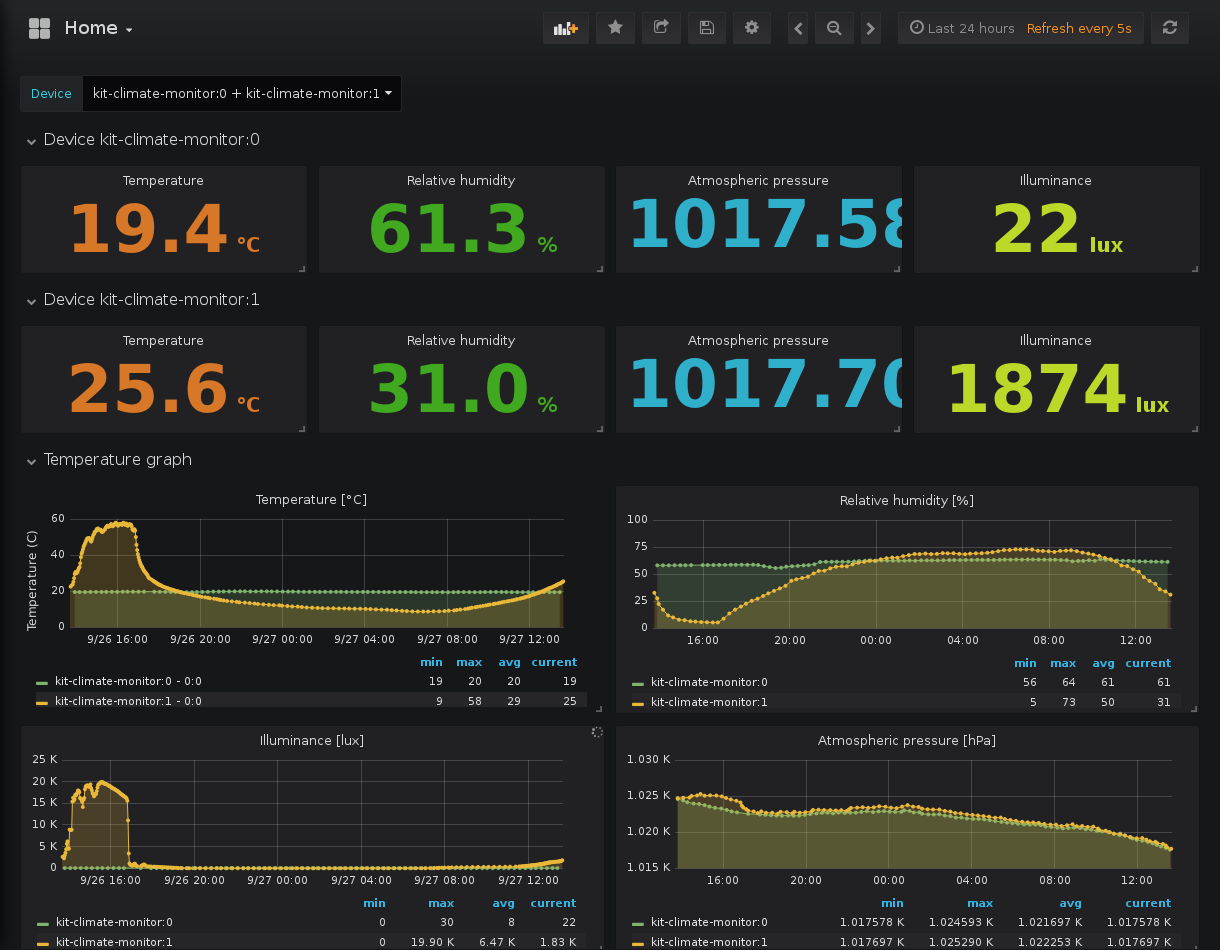 Home
Last 24 hours Refresh every 5s
Device kit-climate-monitor:0 + kit-climate-monitor:1
Device kit-climate-monitor:0
Temperature Relative humidity Atmospheric pressure Illuminance
19.4 °C 61.3 % 1017.58 22 lux
Device kit-climate-monitor:1
Temperature Relative humidity Atmospheric pressure Illuminance
25.6 °C 31.0 % 1017.70 1874 lux
Temperature graph
Temperature [°C]
Temperature (C)
60
40
20
0
9/26 16:00 9/26 20:00 9/27 00:00 9/27 04:00 9/27 08:00 9/27 12:00
min max avg current
kit-climate-monitor:0 - 0:0 19 20 20 19
kit-climate-monitor:1 - 0:0 9 58 29 25
Relative humidity [%]
100
75
50
25
0
16:00 20:00 00:00 04:00 08:00 12:00
min max avg current
kit-climate-monitor:0 56 64 61 61
kit-climate-monitor:1 5 73 50 31
Illuminance [lux]
25 K
20 K
15 K
10 K
5 K
0
9/26 16:00 9/26 20:00 9/27 00:00 9/27 04:00 9/27 08:00 9/27 12:00
min max avg current
kit-climate-monitor:0 0 30 8 22
kit-climate-monitor:1 0 19.90 K 6.47 K 1.83 K
Atmospheric pressure [hPa]
1.030 K
1.025 K
1.020 K
1.015 K
16:00 20:00 00:00 04:00 08:00 12:00
min max avg current
kit-climate-monitor:0 1.017578 K 1.024593 K 1.021697 K 1.017578 K
kit-climate-monitor:1 1.017697 K 1.025290 K 1.022253 K 1.017697 K